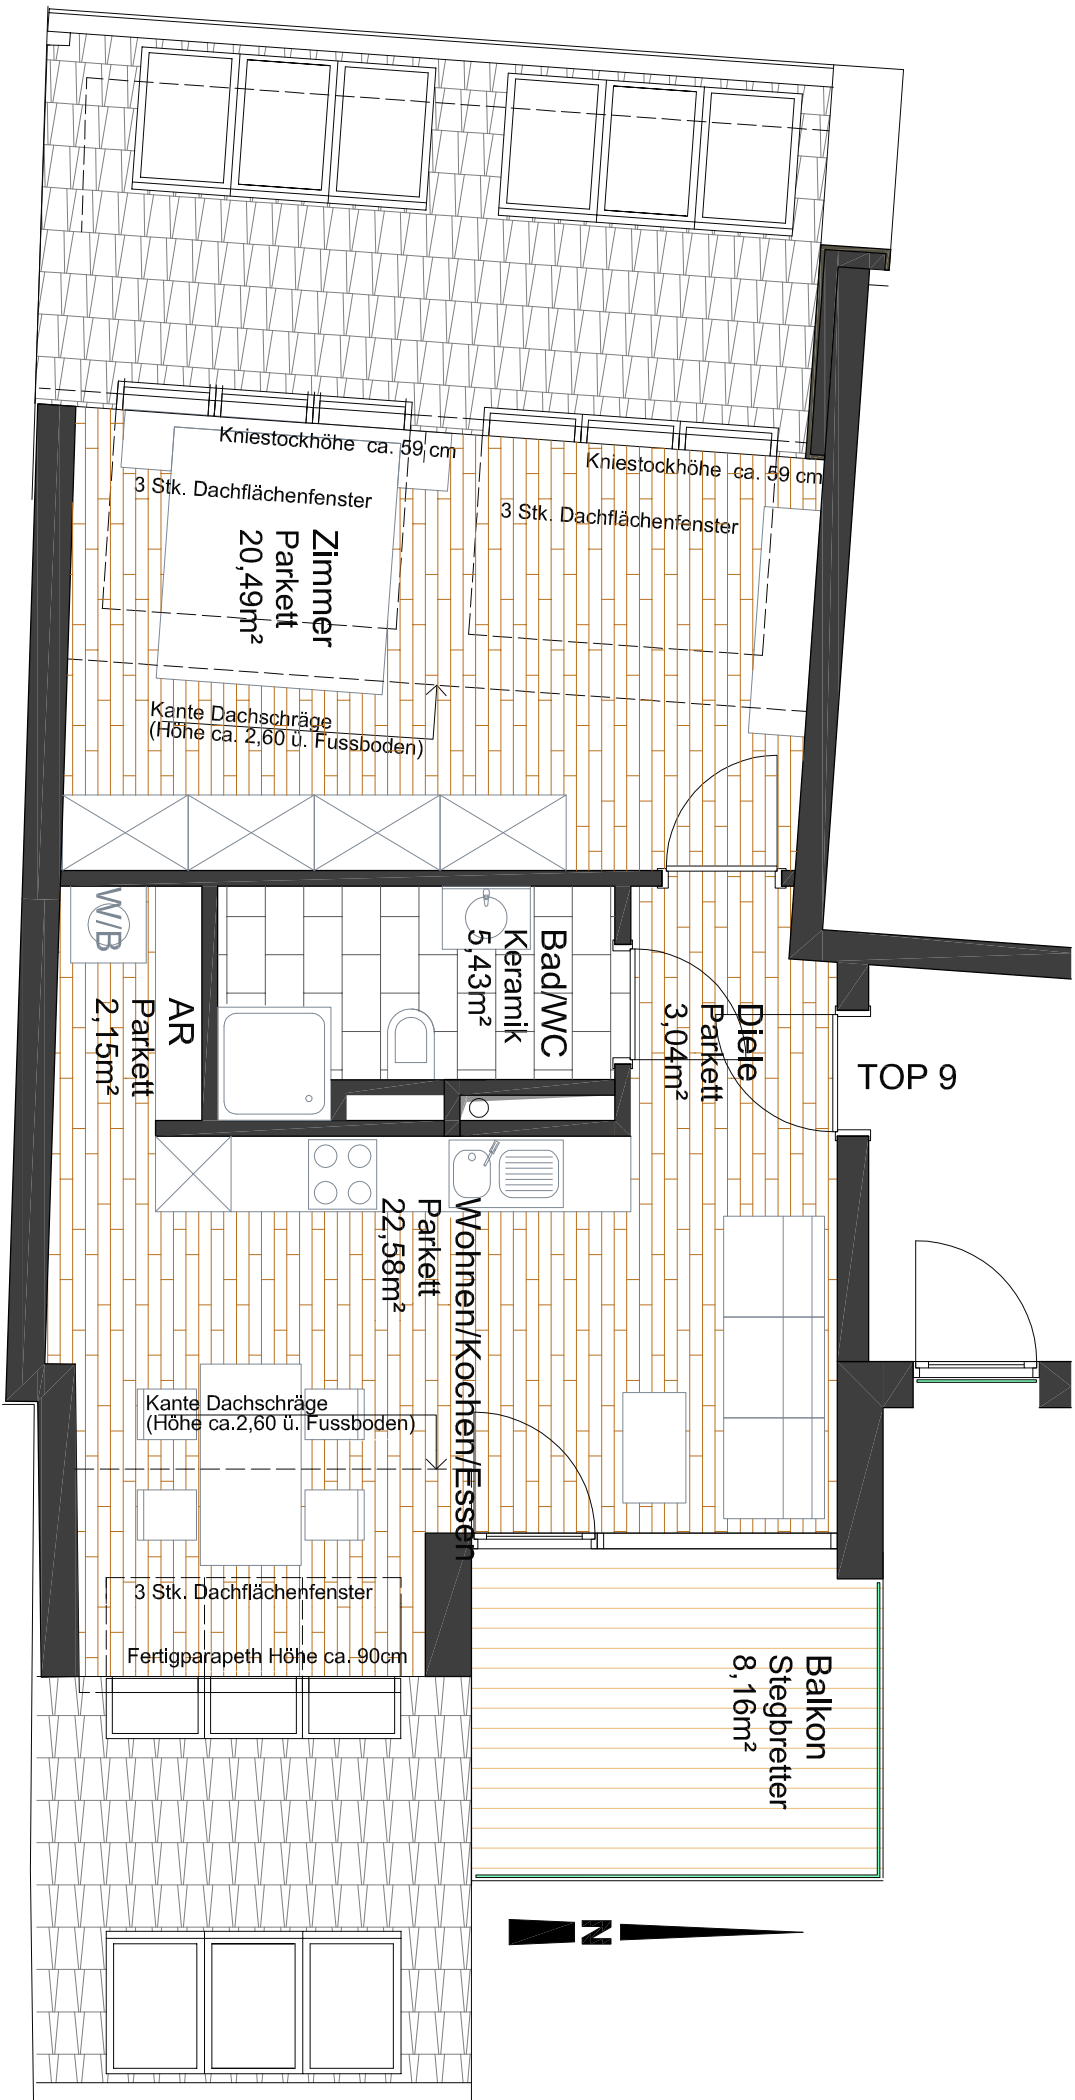 Kniestockhöhe ca. 59 cm
3 Stk. Dachflächenfenster
Kniestockhöhe ca. 59 cm
3 Stk. Dachflächenfenster
Zimmer
Parkett
20,49m²
Kante Dachschräge
(Höhe ca. 2,60 ü. Fussboden)
W/B
AR
Parkett
2,15m²
Bad/WC
Keramik
5,43m²
Diele
Parkett
3,04m²
TOP 9
Wohnen/Kochen/Essen
Parkett
22,58m²
Kante Dachschräge
(Höhe ca.2,60 ü. Fussboden)
3 Stk. Dachflächenfenster
Fertigparapeth Höhe ca. 90cm
Balkon
Stegbretter
8,16m²
N